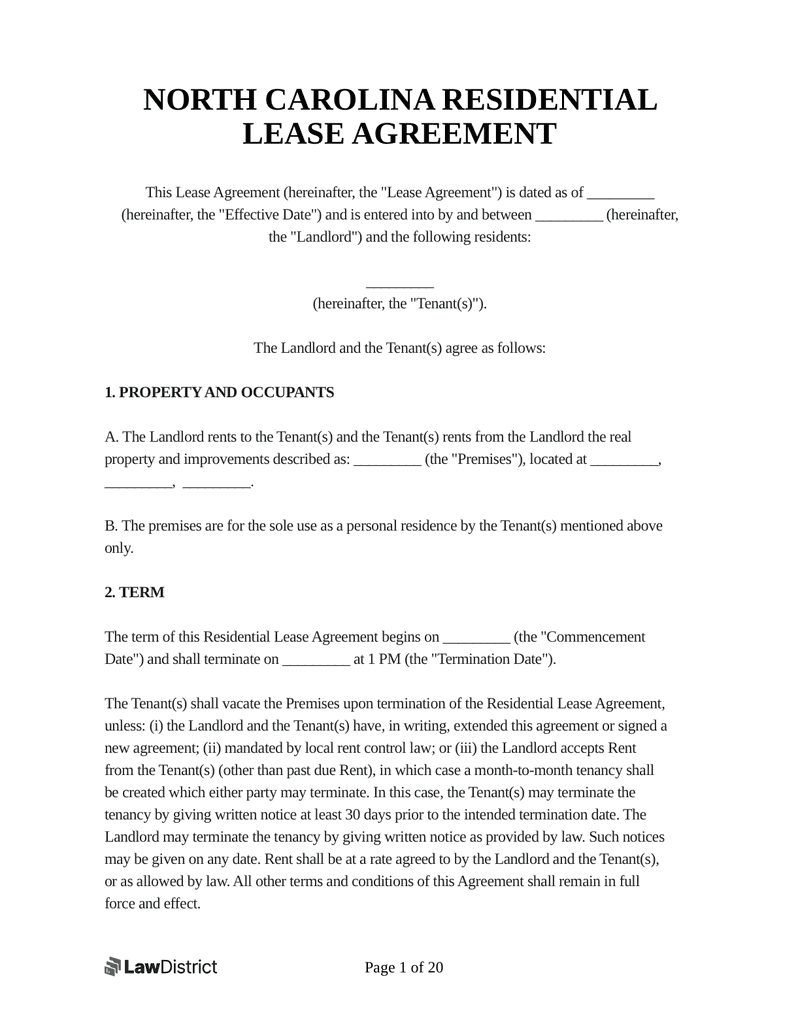 NORTH CAROLINA RESIDENTIAL
LEASE AGREEMENT
This Lease Agreement (hereinafter, the "Lease Agreement") is dated as of _________
(hereinafter, the "Effective Date") and is entered into by and between _________ (hereinafter,
the "Landlord") and the following residents:
_________
(hereinafter, the "Tenant(s)").
The Landlord and the Tenant(s) agree as follows:
1. PROPERTY AND OCCUPANTS
A. The Landlord rents to the Tenant(s) and the Tenant(s) rents from the Landlord the real
property and improvements described as: _________ (the "Premises"), located at _________,
_________, _________.
B. The premises are for the sole use as a personal residence by the Tenant(s) mentioned above
only.
2. TERM
The term of this Residential Lease Agreement begins on _________ (the "Commencement
Date") and shall terminate on _________ at 1 PM (the "Termination Date").
The Tenant(s) shall vacate the Premises upon termination of the Residential Lease Agreement,
unless: (i) the Landlord and the Tenant(s) have, in writing, extended this agreement or signed a
new agreement; (ii) mandated by local rent control law; or (iii) the Landlord accepts Rent
from the Tenant(s) (other than past due Rent), in which case a month-to-month tenancy shall
be created which either party may terminate. In this case, the Tenant(s) may terminate the
tenancy by giving written notice at least 30 days prior to the intended termination date. The
Landlord may terminate the tenancy by giving written notice as provided by law. Such notices
may be given on any date. Rent shall be at a rate agreed to by the Landlord and the Tenant(s),
or as allowed by law. All other terms and conditions of this Agreement shall remain in full
force and effect.
LawDistrict
Page 1 of 20